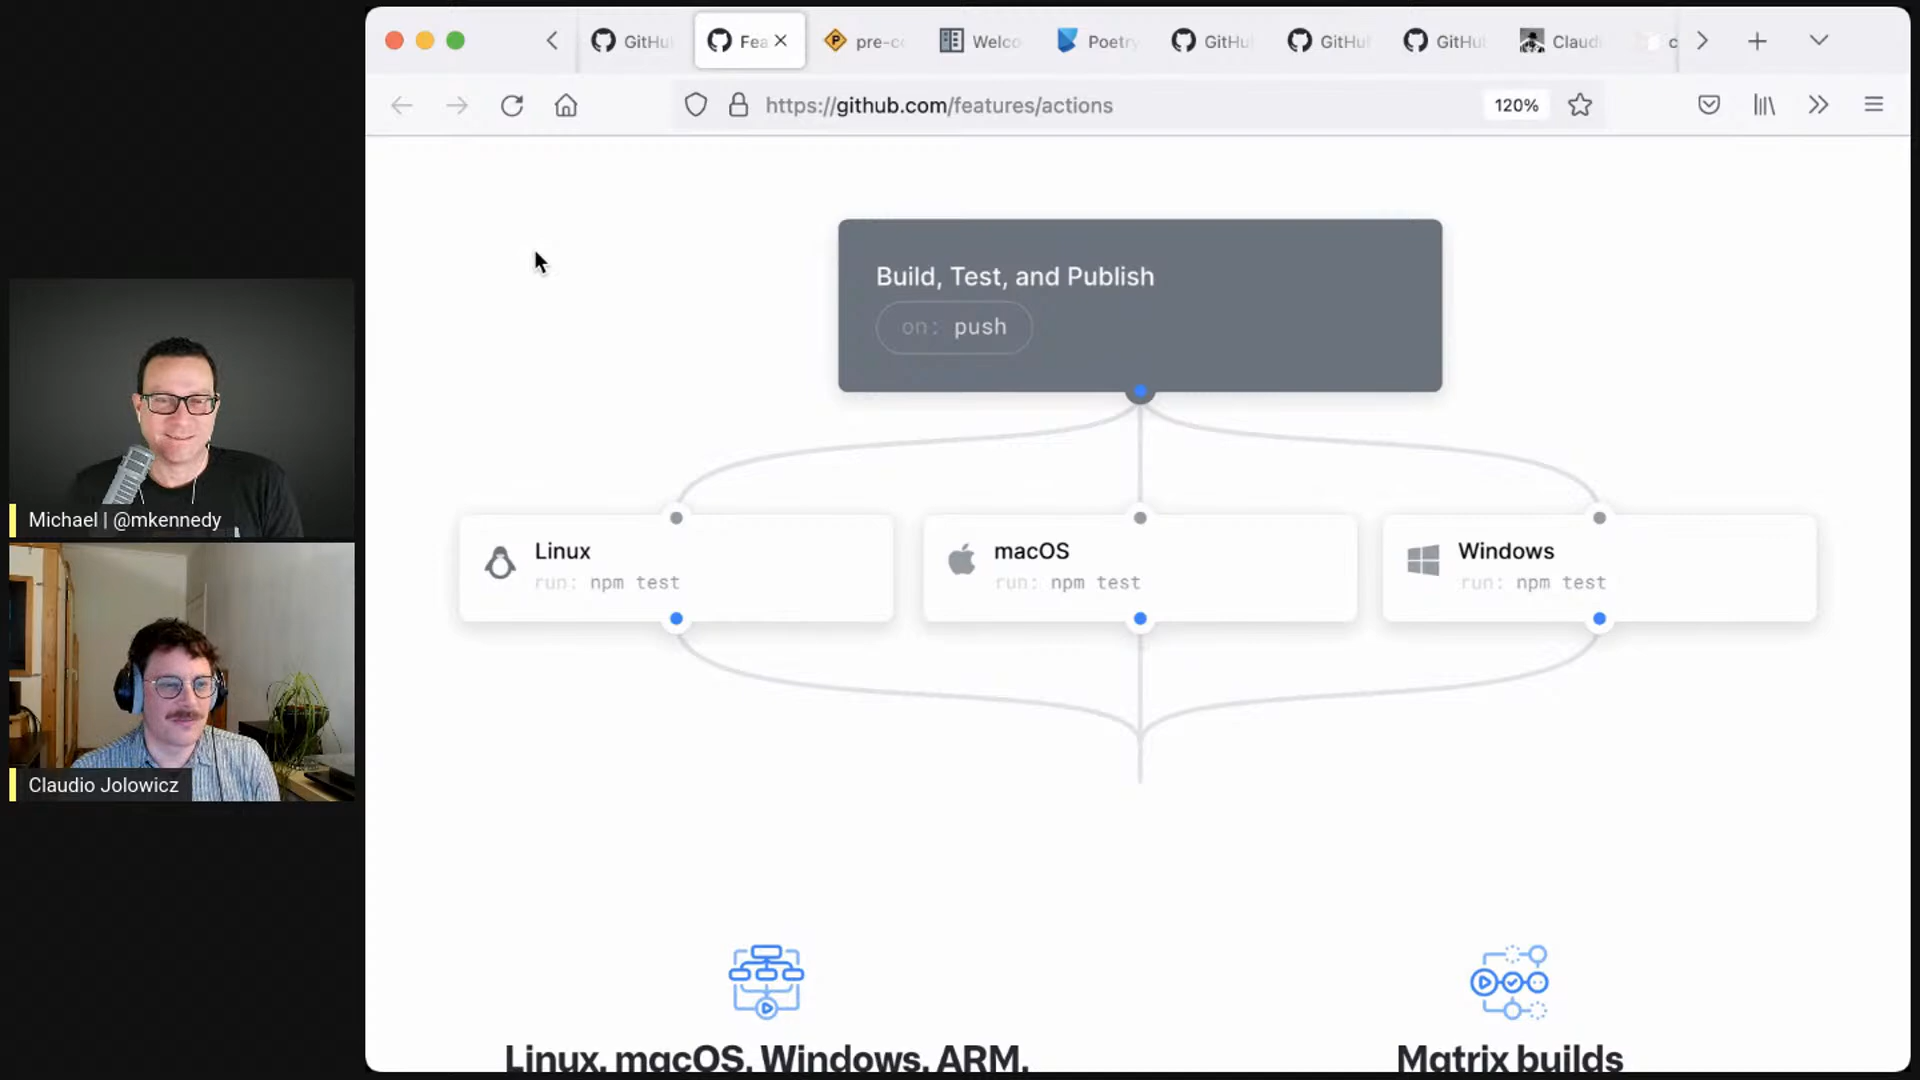 GitHu
Fea
pre-c
Welco
Poetry
GitHu
GitHu
GitHu
Claudi
c
https://github.com/features/actions
120%
Build, Test, and Publish
on: push
Linux
run: npm test
macOS
run: npm test
Windows
run: npm test
Michael | @mkennedy
Claudio Jolowicz
Linux, macOS, Windows, ARM,
Matrix builds